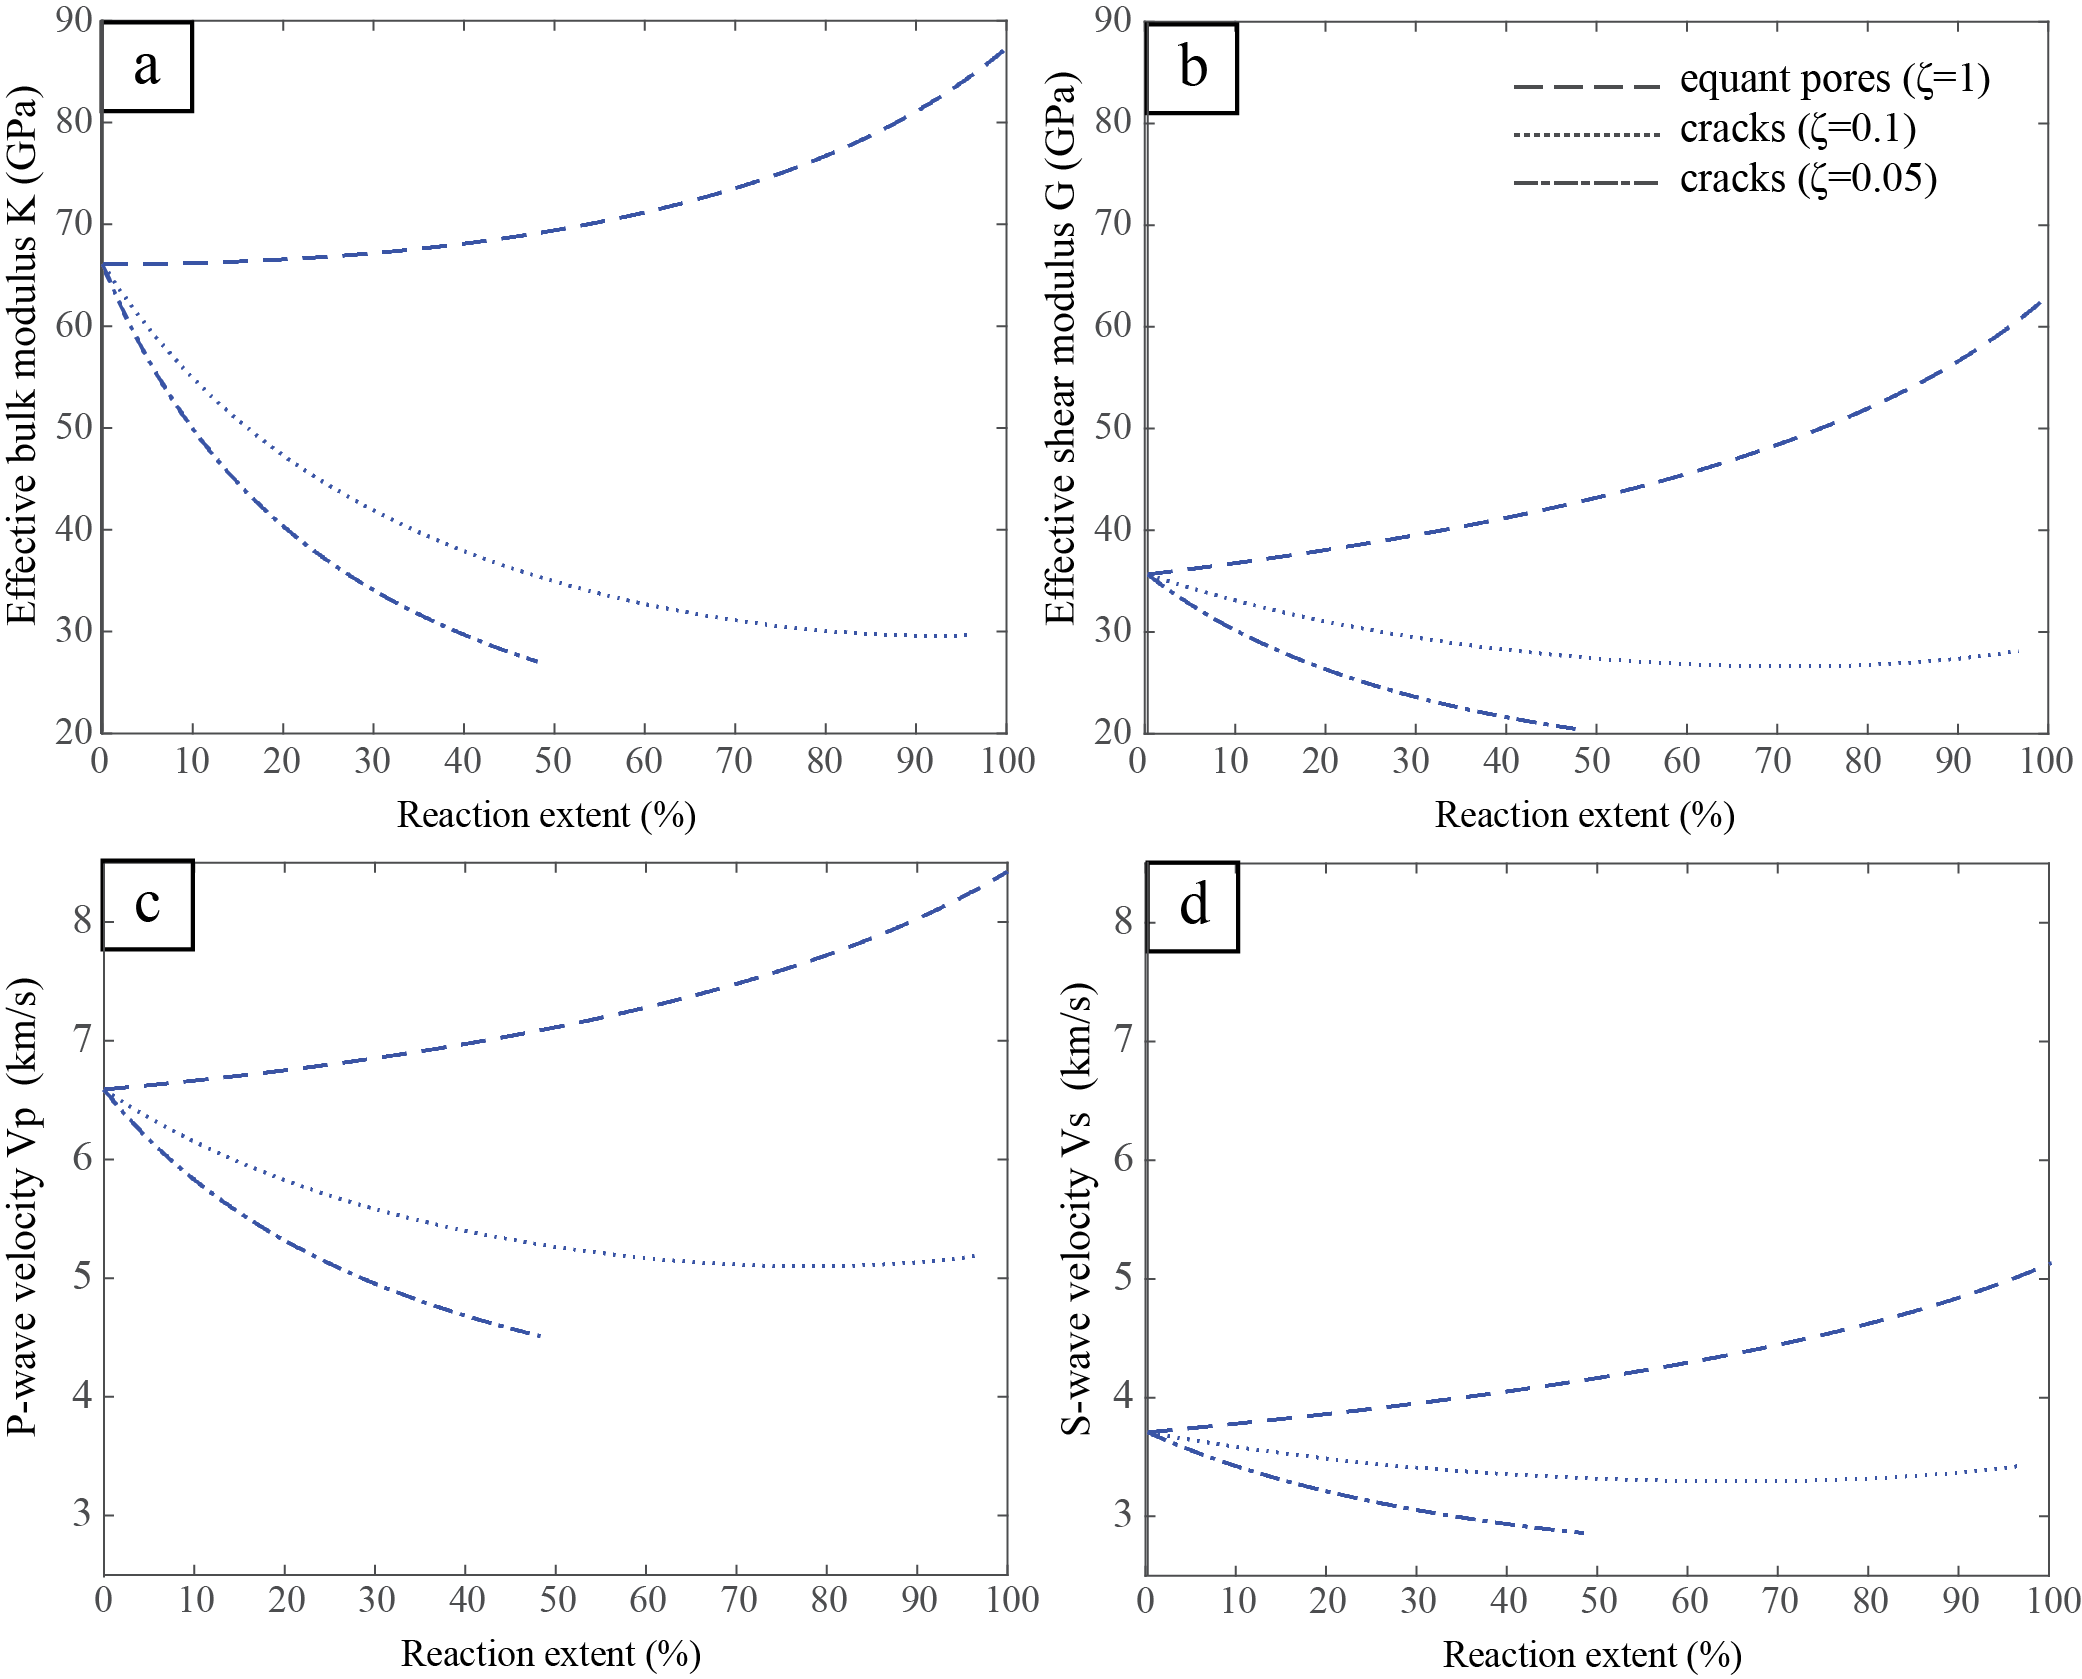 a
Effective bulk modulus K (GPa)
90
80
70
60
50
40
30
20
0 10 20 30 40 50 60 70 80 90 100
Reaction extent (%)
b
Effective shear modulus G (GPa)
90
80
70
60
50
40
30
20
equant pores (ζ=1)
cracks (ζ=0.1)
cracks (ζ=0.05)
0 10 20 30 40 50 60 70 80 90 100
Reaction extent (%)
c
P-wave velocity Vp (km/s)
8
7
6
5
4
3
0 10 20 30 40 50 60 70 80 90 100
Reaction extent (%)
d
S-wave velocity Vs (km/s)
8
7
6
5
4
3
0 10 20 30 40 50 60 70 80 90 100
Reaction extent (%)